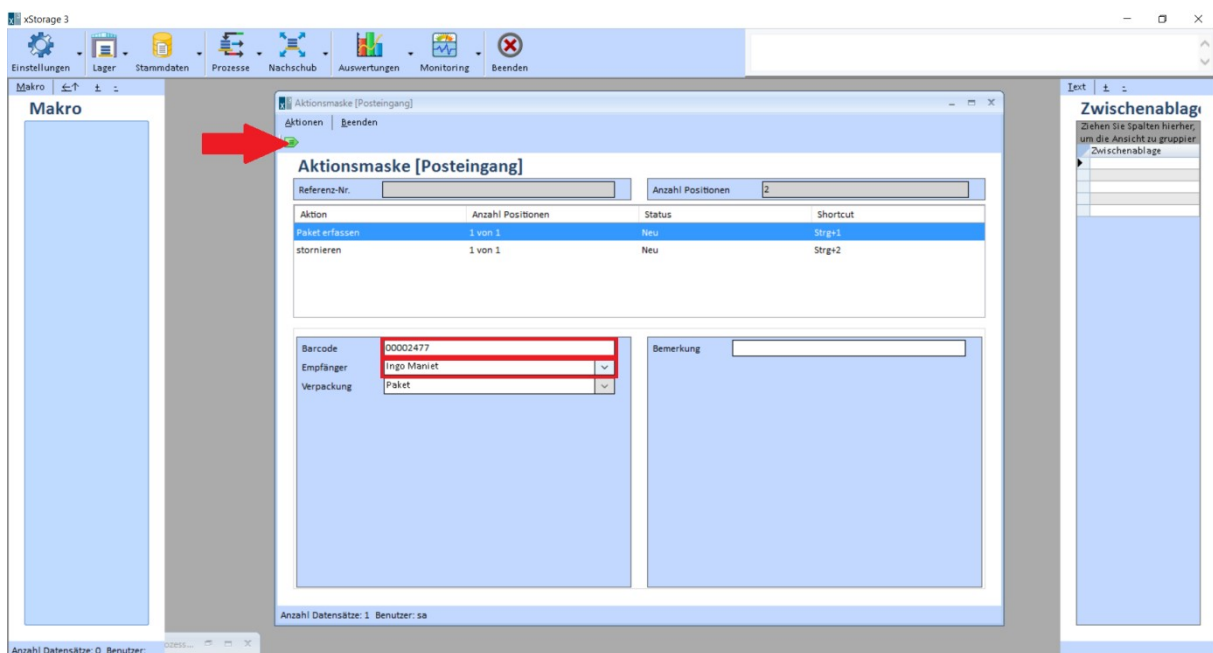 xStorage 3
Einstellungen Lager Stammdaten Prozesse Nachschub Auswertungen Monitoring Beenden
Makro
Makro
Aktionsmaske [Posteingang]
Aktionen Beenden
Aktionsmaske [Posteingang]
Referenz-Nr. Anzahl Positionen 2
Aktion Anzahl Positionen Status Shortcut
Paket erfassen 1 von 1 Neu Strg+1
stornieren 1 von 1 Neu Strg+2
Barcode 00002477 Bemerkung
Empfänger Ingo Maniet
Verpackung Paket
Anzahl Datensätze: 1 Benutzer: sa
Text
Zwischenablage
Ziehen Sie Spalten hierher,
um die Ansicht zu gruppier
Zwischenablage
ozess...
Anzahl Datensätze: 0 Benutzer: